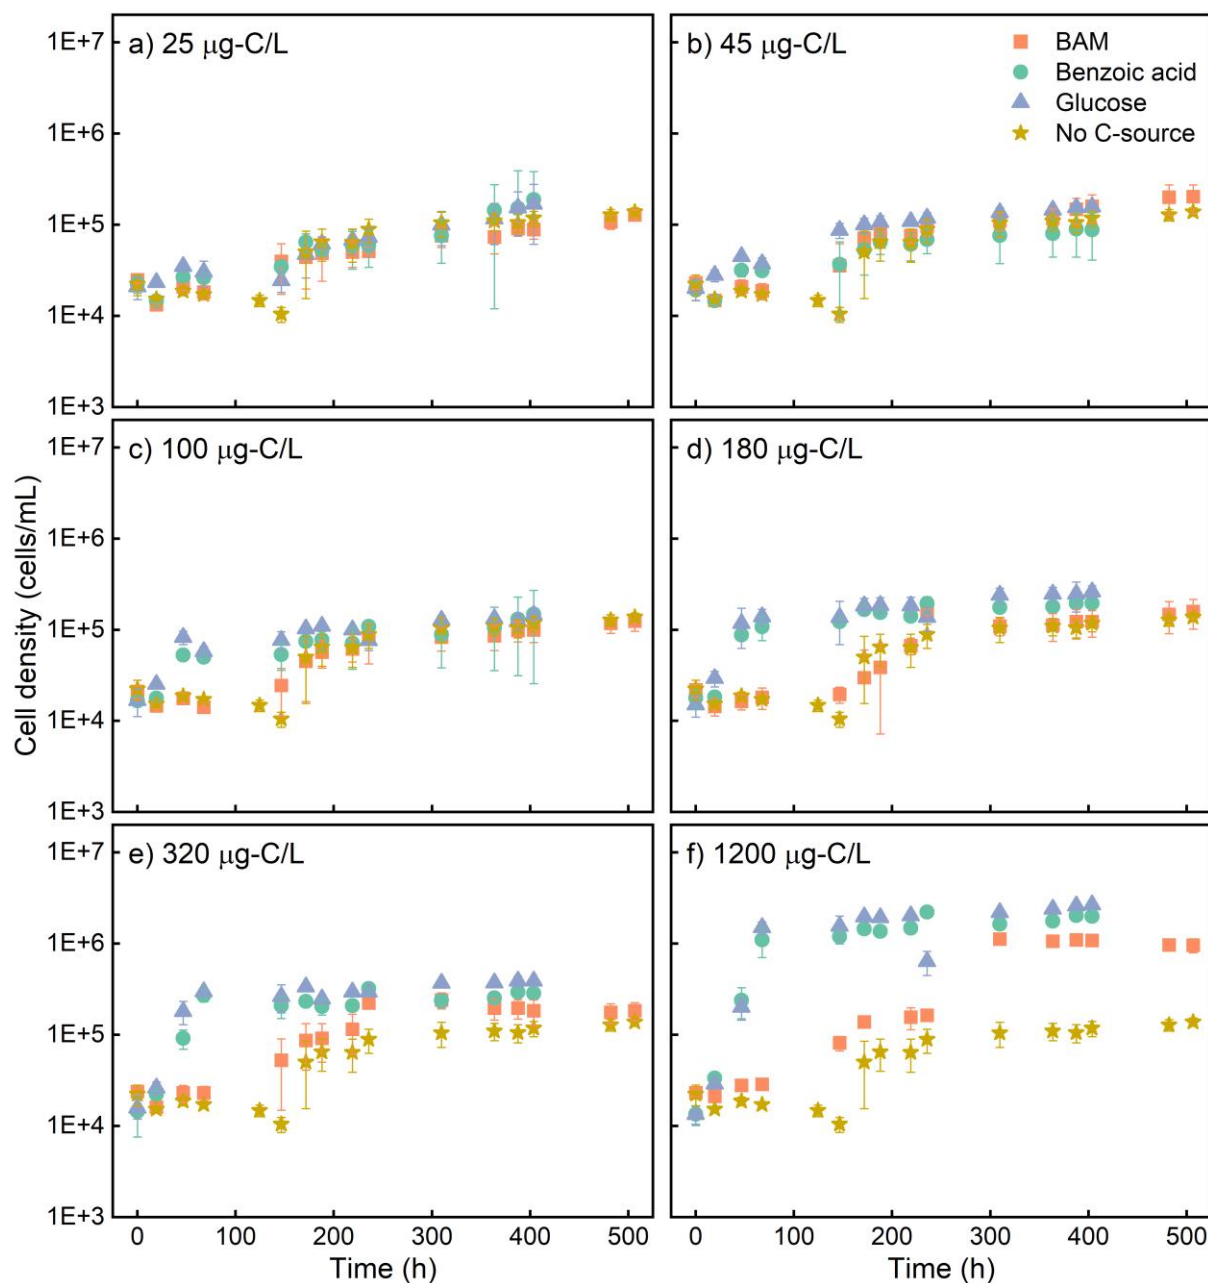 a) 25 μg-C/L
b) 45 μg-C/L
BAM
Benzoic acid
Glucose
No C-source
1E+7
1E+6
1E+5
1E+4
1E+3
c) 100 μg-C/L
d) 180 μg-C/L
1E+7
1E+6
1E+5
1E+4
1E+3
Cell density (cells/mL)
e) 320 μg-C/L
f) 1200 μg-C/L
1E+7
1E+6
1E+5
1E+4
1E+3
0 100 200 300 400 500
0 100 200 300 400 500
Time (h)
Time (h)